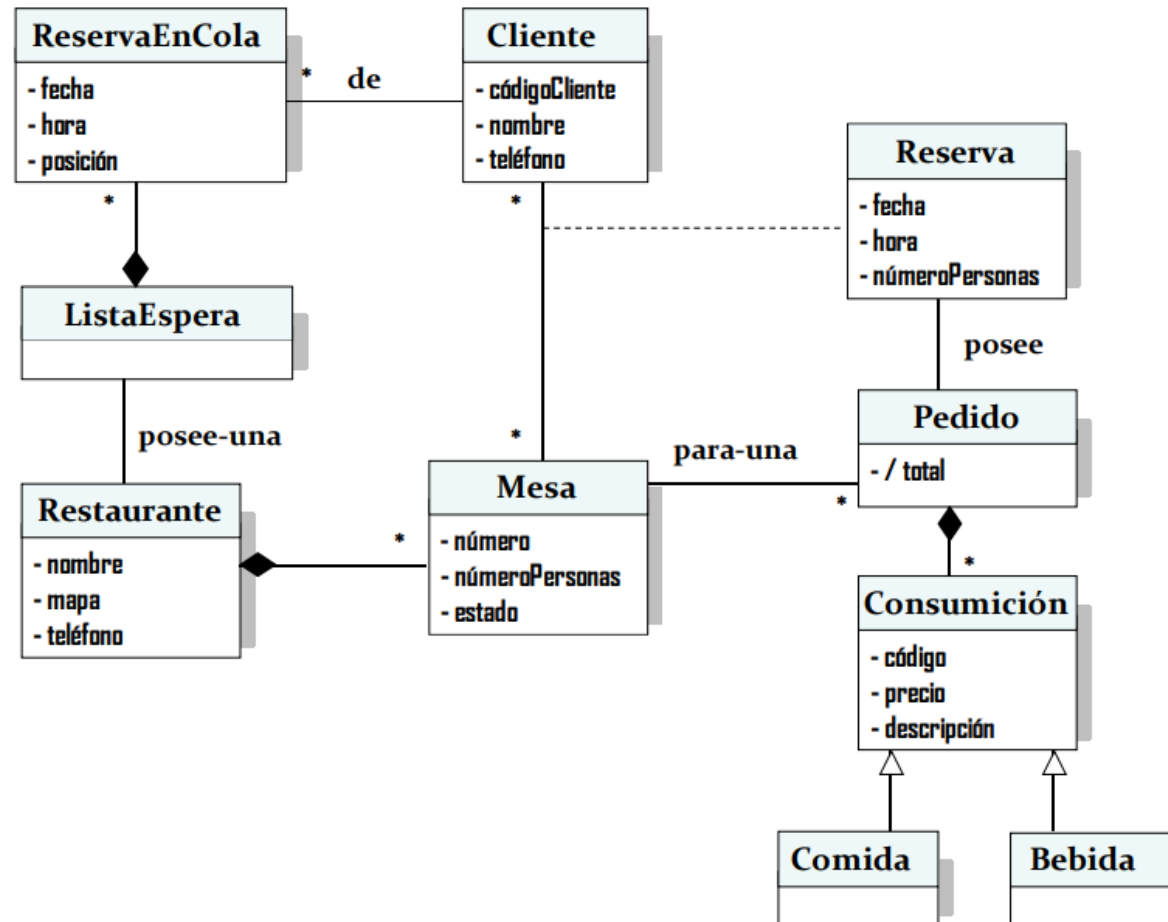 ReservaEnCola
- fecha
- hora
- posición
*
de
Cliente
- códigoCliente
- nombre
- teléfono
*
*
Reserva
- fecha
- hora
- númeroPersonas
ListaEspera
posee
posee-una
*
Pedido
- / total
para-una
*
Restaurante
- nombre
- mapa
- teléfono
*
Mesa
- número
- númeroPersonas
- estado
*
Consumición
- código
- precio
- descripción
Comida
Bebida